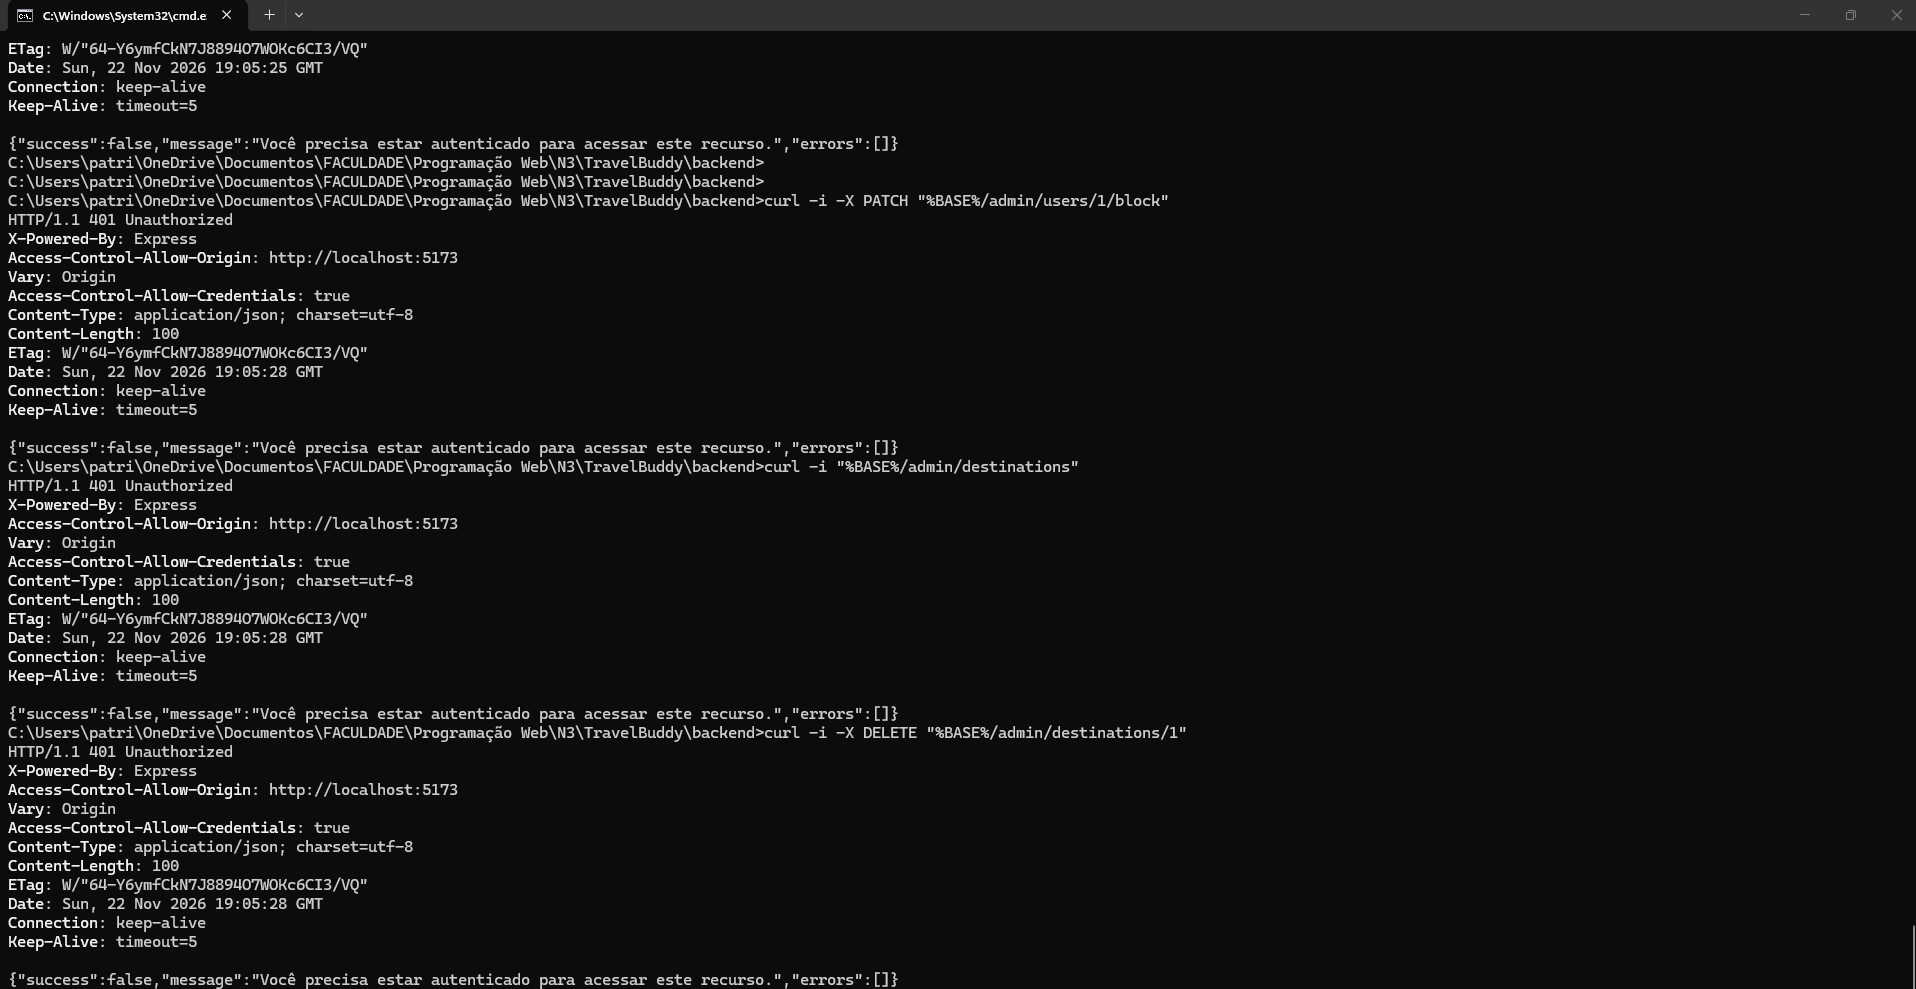 C:\Windows\System32\cmd.e
ETag: W/"64-Y6ymfCkN7J889407WOKc6CI3/VQ"
Date: Sun, 22 Nov 2026 19:05:25 GMT
Connection: keep-alive
Keep-Alive: timeout=5
{"success":false,"message":"Você precisa estar autenticado para acessar este recurso.","errors":[]}
C:\Users\patri\OneDrive\Documentos\FACULDADE\Programação Web\N3\TravelBuddy\backend>
C:\Users\patri\OneDrive\Documentos\FACULDADE\Programação Web\N3\TravelBuddy\backend>
C:\Users\patri\OneDrive\Documentos\FACULDADE\Programação Web\N3\TravelBuddy\backend>curl -i -X PATCH "%BASE%/admin/users/1/block"
HTTP/1.1 401 Unauthorized
X-Powered-By: Express
Access-Control-Allow-Origin: http://localhost:5173
Vary: Origin
Access-Control-Allow-Credentials: true
Content-Type: application/json; charset=utf-8
Content-Length: 100
ETag: W/"64-Y6ymfCkN7J889407WOKc6CI3/VQ"
Date: Sun, 22 Nov 2026 19:05:28 GMT
Connection: keep-alive
Keep-Alive: timeout=5
{"success":false,"message":"Você precisa estar autenticado para acessar este recurso.","errors":[]}
C:\Users\patri\OneDrive\Documentos\FACULDADE\Programação Web\N3\TravelBuddy\backend>curl -i "%BASE%/admin/destinations"
HTTP/1.1 401 Unauthorized
X-Powered-By: Express
Access-Control-Allow-Origin: http://localhost:5173
Vary: Origin
Access-Control-Allow-Credentials: true
Content-Type: application/json; charset=utf-8
Content-Length: 100
ETag: W/"64-Y6ymfCkN7J889407WOKc6CI3/VQ"
Date: Sun, 22 Nov 2026 19:05:28 GMT
Connection: keep-alive
Keep-Alive: timeout=5
{"success":false,"message":"Você precisa estar autenticado para acessar este recurso.","errors":[]}
C:\Users\patri\OneDrive\Documentos\FACULDADE\Programação Web\N3\TravelBuddy\backend>curl -i -X DELETE "%BASE%/admin/destinations/1"
HTTP/1.1 401 Unauthorized
X-Powered-By: Express
Access-Control-Allow-Origin: http://localhost:5173
Vary: Origin
Access-Control-Allow-Credentials: true
Content-Type: application/json; charset=utf-8
Content-Length: 100
ETag: W/"64-Y6ymfCkN7J889407WOKc6CI3/VQ"
Date: Sun, 22 Nov 2026 19:05:28 GMT
Connection: keep-alive
Keep-Alive: timeout=5
{"success":false,"message":"Você precisa estar autenticado para acessar este recurso.","errors":[]}